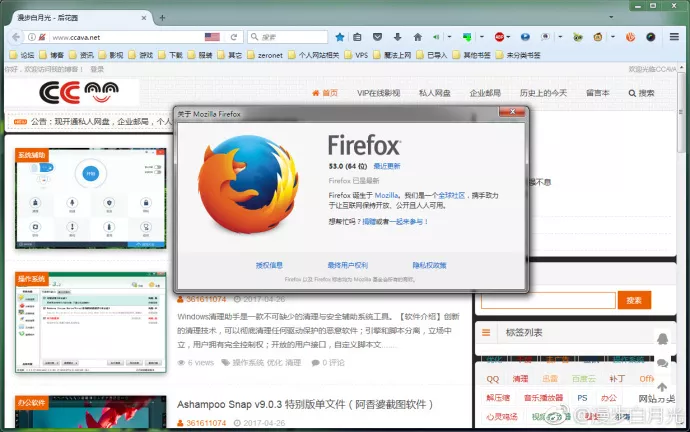 漫步白月光 - 后花园
www.ccava.net
搜索
论坛 博客 资讯 影视 游戏 下载 服装 其它 zeronet 个人网站相关 VPS 魔法上网 已导入 其他书签 未分类书签
你好，欢迎访问我的博客！ 登录
欢迎光临CCAVA
CC
首页 VIP在线影视 私人网盘 企业邮局 历史上的今天 留言本 搜索
公告：现开通私人网盘，企业邮局，个人
关于 Mozilla Firefox
Firefox
53.0 (64 位) 最近更新
Firefox 已是最新
Firefox 诞生于 Mozilla。我们是一个全球社区，携手致力
于让互联网保持开放、公开且人人可用。
想帮忙吗？捐赠或者一起来参与！
授权信息 最终用户权利 隐私权政策
Firefox 以及 Firefox 标志均为 Mozilla 基金会所有的商标。
系统辅助
开始
息不息
操作系统
361611074 2017-04-26
Windows清理助手是一款不可缺少的清理与安全辅助系统工具。【软件介绍】创新
的清理技术，可以彻底清理任何驱动保护的恶意软件；引擎和脚本分离，立场中
立，用户拥有完全控制权；开放的用户接口，自定义脚本文......
6 views 操作系统 优化 清理 0 评论
搜索
标签列表
QQ 清理 迅雷 百度云 补丁 Offi
解压缩 音乐播放器 PS 办公 网站分类
心灵鸡汤
办公软件
Ashampoo Snap v9.0.3 特别版单文件（阿香婆截图软件）
361611074 2017-04-26
@漫步白月光